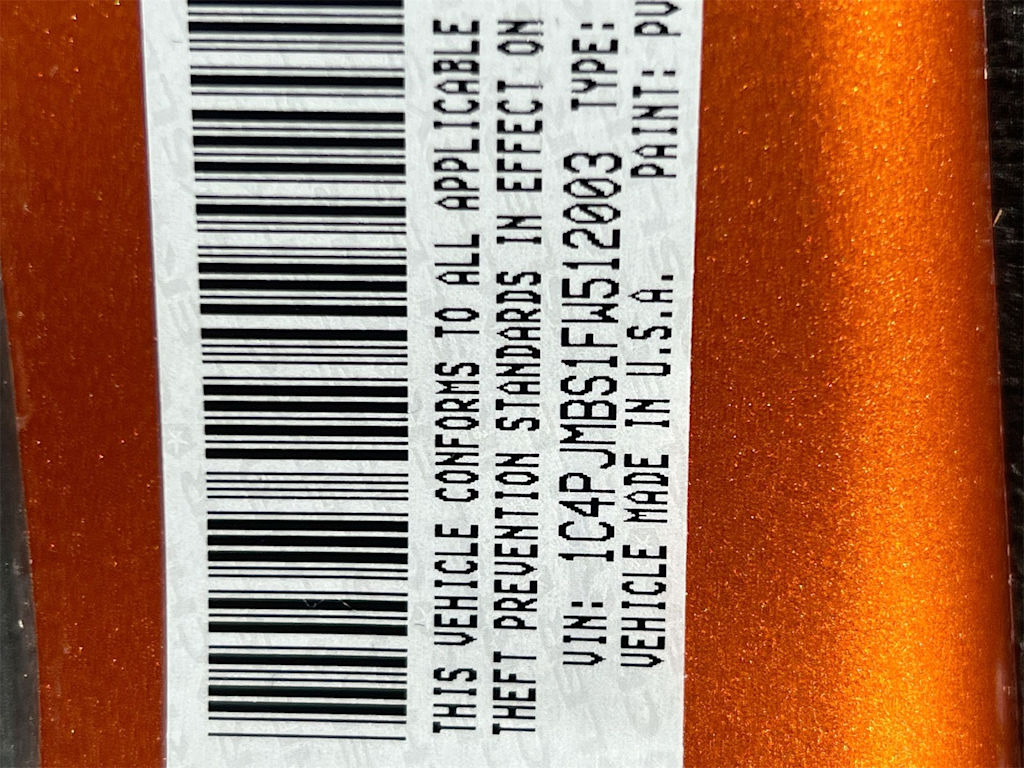 THIS VEHICLE CONFORMS TO ALL APPLICABLE
THEFT PREVENTION STANDARDS IN EFFECT ON
VIN: 1C4PJMBS1FW512003 TYPE:
VEHICLE MADE IN U.S.A. PAINT: PV